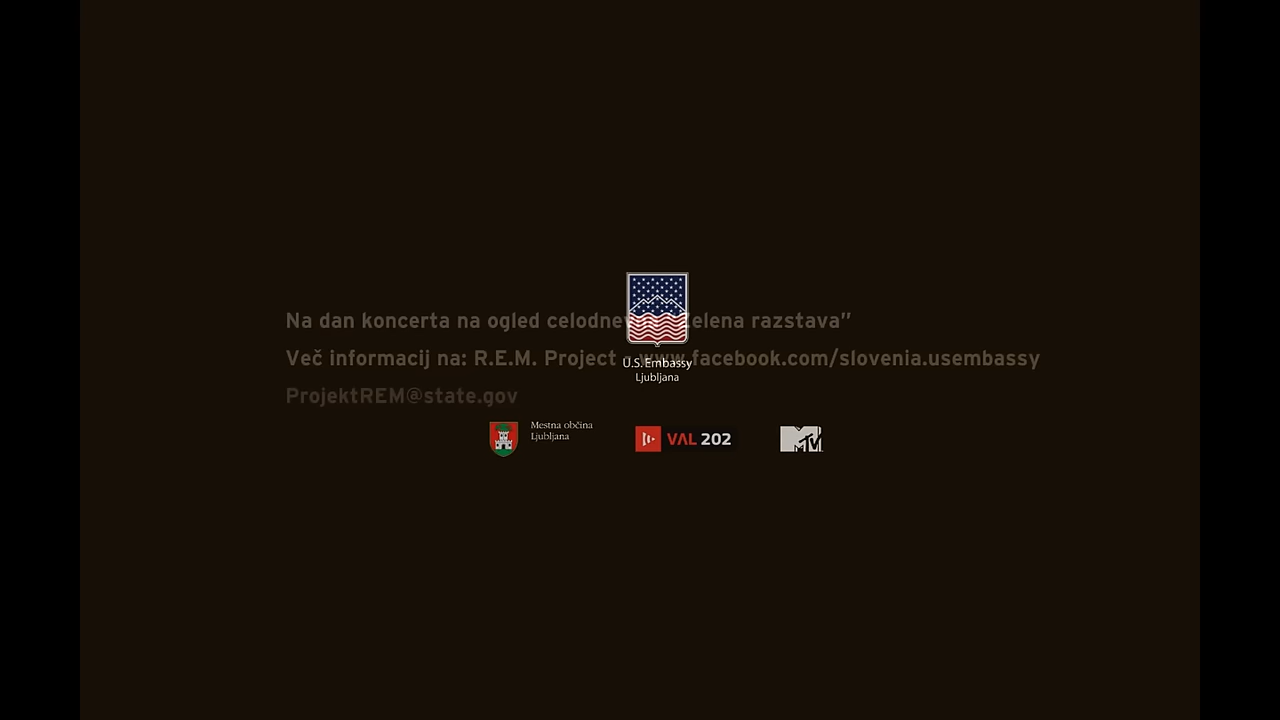 Na dan koncerta na ogled "Zelena razstava”
Več informacij na: R.E.M. Project - www.facebook.com/slovenia.usembassy
U.S. Embassy
Ljubljana
ProjektREM@state.gov
Mestna občina
Ljubljana
VAL 202
MTV